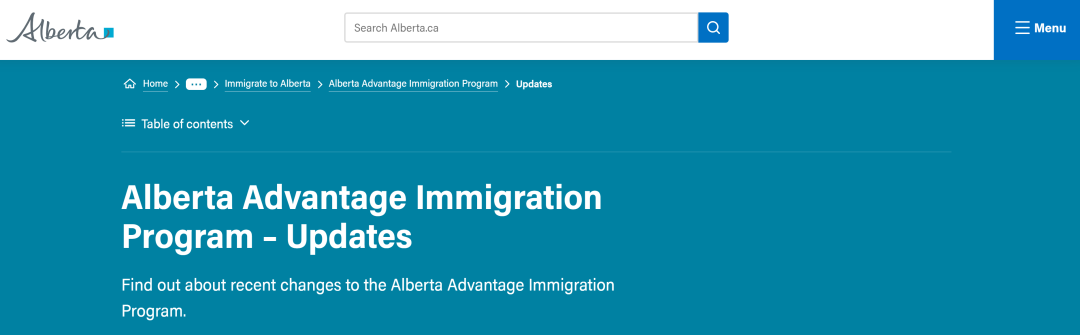 Alberta
Search Alberta.ca
Menu
Home > ... > Immigrate to Alberta > Alberta Advantage Immigration Program > Updates
Table of contents
Alberta Advantage Immigration
Program – Updates
Find out about recent changes to the Alberta Advantage Immigration
Program.